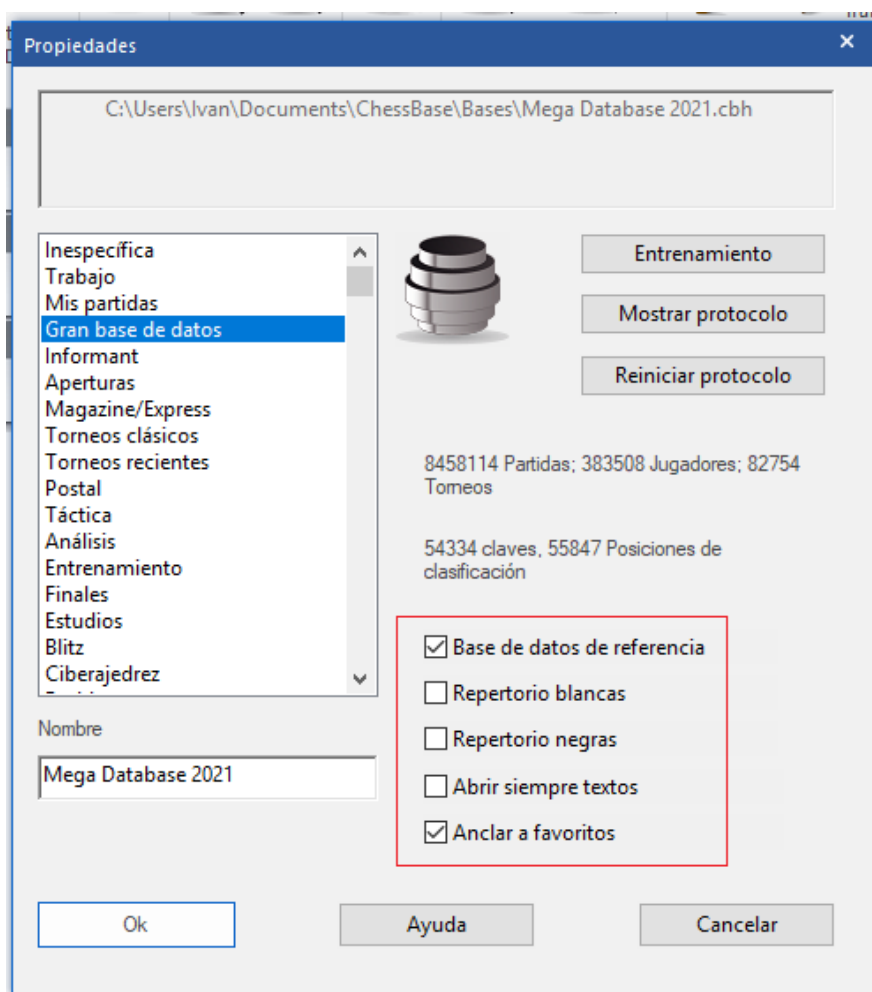 Propiedades
C:\Users\Ivan\Documents\ChessBase\Bases\Mega Database 2021.cbh
Inespecífica
Trabajo
Mis partidas
Gran base de datos
Informant
Aperturas
Magazine/Express
Torneos clásicos
Torneos recientes
Postal
Táctica
Análisis
Entrenamiento
Finales
Estudios
Blitz
Ciberajedrez
Entrenamiento
Mostrar protocolo
Reiniciar protocolo
8458114 Partidas; 383508 Jugadores; 82754
Torneos
54334 claves, 55847 Posiciones de
clasificación
Base de datos de referencia
Repertorio blancas
Repertorio negras
Abrir siempre textos
Anclar a favoritos
Nombre
Mega Database 2021
Ok
Ayuda
Cancelar